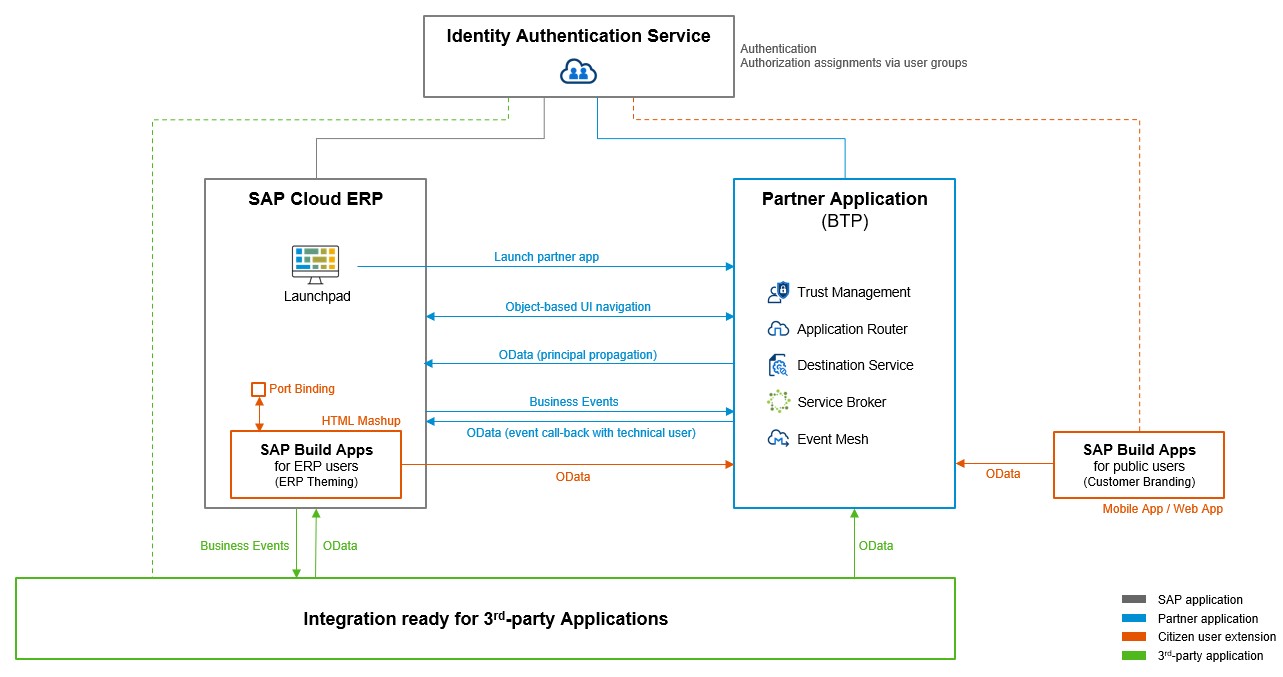 Identity Authentication Service
Authentication
Authorization assignments via user groups
SAP Cloud ERP
Launchpad
Port Binding
HTML Mashup
SAP Build Apps
for ERP users
(ERP Theming)
Launch partner app
Object-based UI navigation
OData (principal propagation)
Business Events
OData (event call-back with technical user)
OData
Partner Application
(BTP)
Trust Management
Application Router
Destination Service
Service Broker
Event Mesh
OData
SAP Build Apps
for public users
(Customer Branding)
Mobile App / Web App
Business Events
OData
OData
Integration ready for 3rd-party Applications
SAP application
Partner application
Citizen user extension
3rd-party application